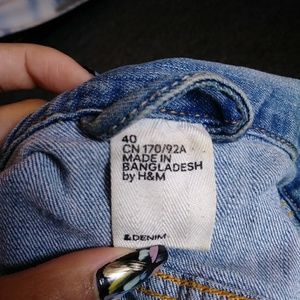 40
CN 170/92A
MADE IN
BANGLADESH
by H&M
&DENIM